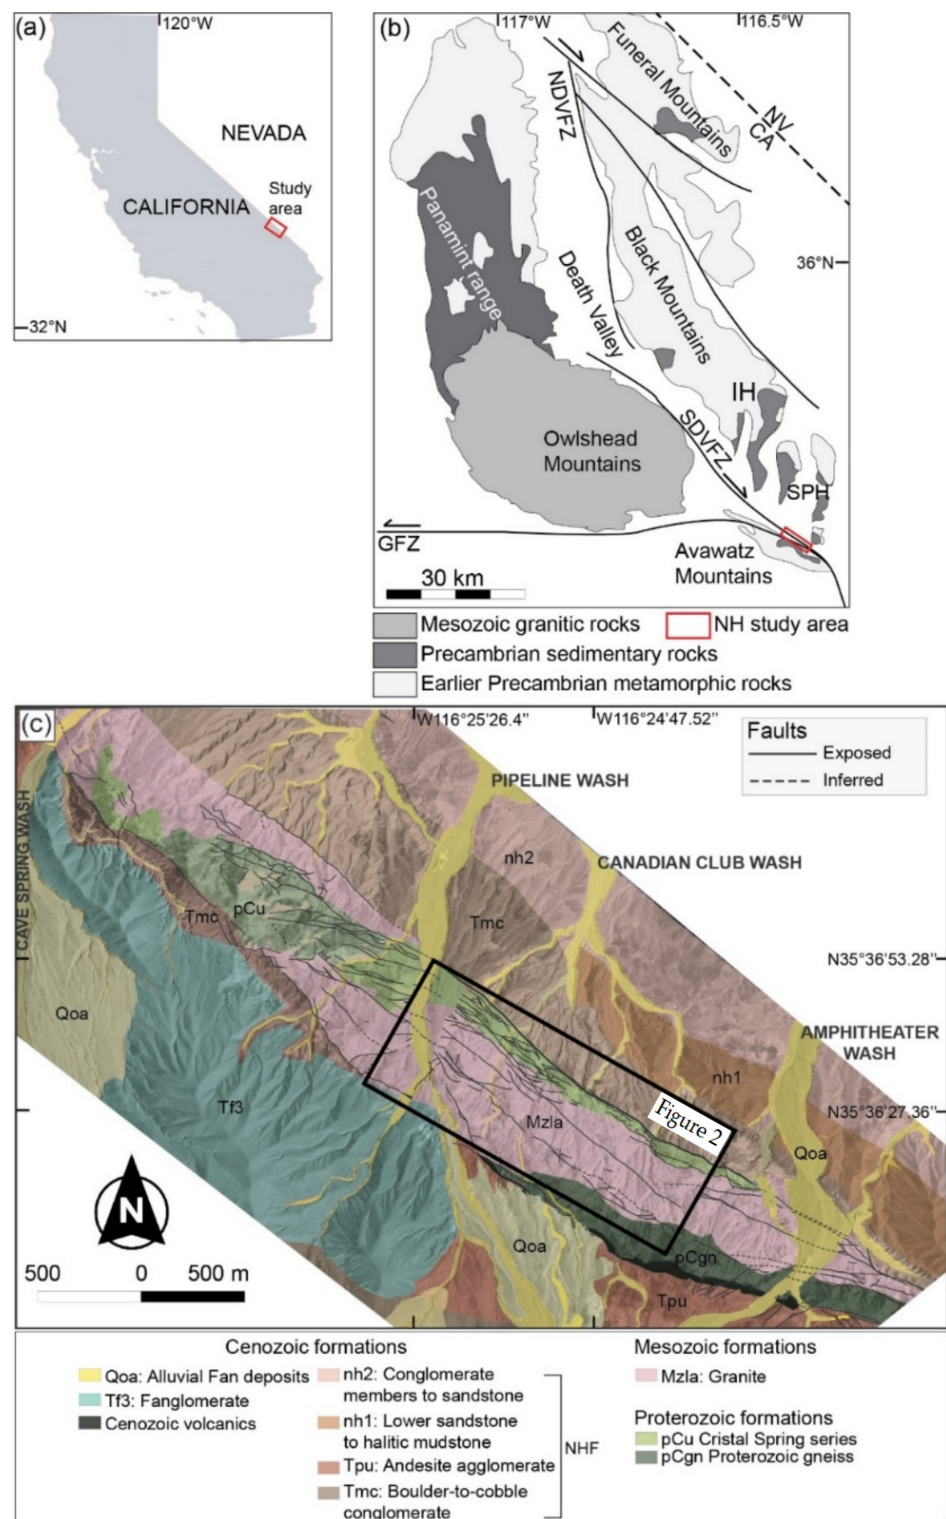 (a)
120°W
NEVADA
CALIFORNIA
Study
area
32°N
(b)
117°W
116.5°W
Funeral Mountains
NDVFZ
NV
CA
Panamint range
Death Valley
Black Mountains
36°N
IH
SDVFZ
Owlshead
Mountains
SPH
GFZ
Avawatz
Mountains
30 km
Mesozoic granitic rocks
NH study area
Precambrian sedimentary rocks
Earlier Precambrian metamorphic rocks
(c)
W116°25'26.4''
W116°24'47.52''
Faults
Exposed
Inferred
PIPELINE WASH
CAVE SPRING WASH
nh2
CANADIAN CLUB WASH
Tmc
pCu
Tmc
N35°36'53.28''
Qoa
AMPHITHEATER
WASH
nh1
Tf3
Mzla
Figure 2
N35°36'27.36''
Qoa
N
Qoa
pCgn
500
0
500 m
Tpu
Cenozoic formations
Qoa: Alluvial Fan deposits
Tf3: Fanglomerate
Cenozoic volcanics
nh2: Conglomerate
members to sandstone
nh1: Lower sandstone
to halitic mudstone
Tpu: Andesite agglomerate
Tmc: Boulder-to-cobble
conglomerate
NHF
Mesozoic formations
Mzla: Granite
Proterozoic formations
pCu Cristal Spring series
pCgn Proterozoic gneiss